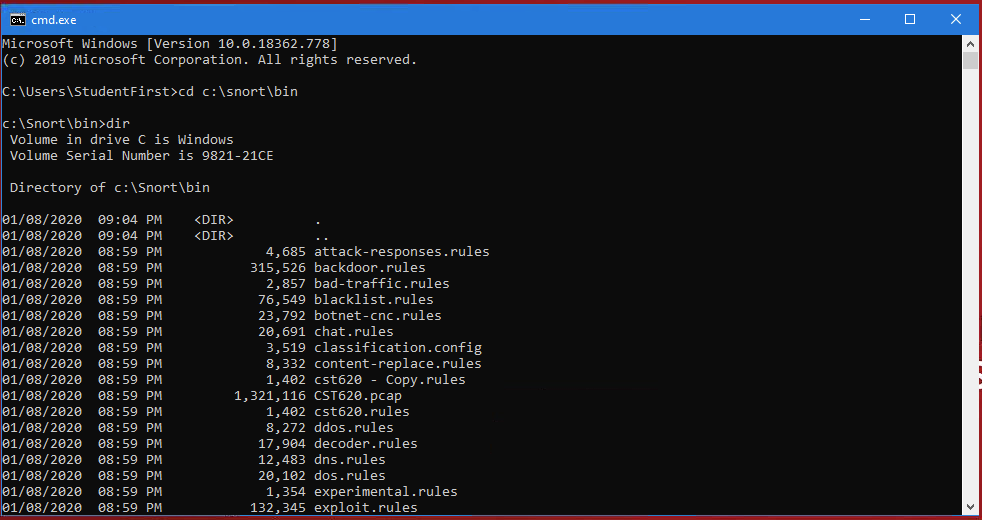 cmd.exe
Microsoft Windows [Version 10.0.18362.778]
(c) 2019 Microsoft Corporation. All rights reserved.
C:\Users\StudentFirst>cd c:\snort\bin
c:\Snort\bin>dir
 Volume in drive C is Windows
 Volume Serial Number is 9821-21CE
 Directory of c:\Snort\bin
01/08/2020  09:04 PM    <DIR>          .
01/08/2020  09:04 PM    <DIR>          ..
01/08/2020  08:59 PM             4,685 attack-responses.rules
01/08/2020  08:59 PM           315,526 backdoor.rules
01/08/2020  08:59 PM             2,857 bad-traffic.rules
01/08/2020  08:59 PM            76,549 blacklist.rules
01/08/2020  08:59 PM            23,792 botnet-cnc.rules
01/08/2020  08:59 PM            20,691 chat.rules
01/08/2020  08:59 PM             3,519 classification.config
01/08/2020  08:59 PM             8,332 content-replace.rules
01/08/2020  08:59 PM             1,402 cst620 - Copy.rules
01/08/2020  08:59 PM         1,321,116 CST620.pcap
01/08/2020  08:59 PM             1,402 cst620.rules
01/08/2020  08:59 PM             8,272 ddos.rules
01/08/2020  08:59 PM            17,904 decoder.rules
01/08/2020  08:59 PM            12,483 dns.rules
01/08/2020  08:59 PM            20,102 dos.rules
01/08/2020  08:59 PM             1,354 experimental.rules
01/08/2020  08:59 PM           132,345 exploit.rules